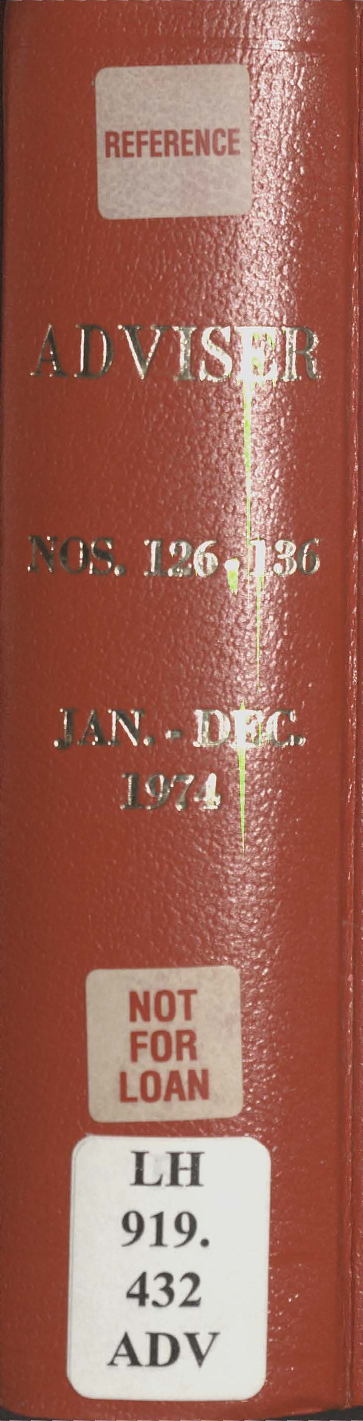 REFERENCE
ADVISER
NOS. 126-136
JAN. - DEC.
1974
NOT
FOR
LOAN
LH
919.
432
ADV